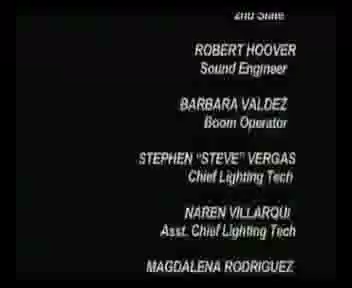 ROBERT HOOVER
Sound Engineer
BARBARA VALDEZ
Boom Operator
STEPHEN "STEVE" VERGAS
Chief Lighting Tech
NAREN VILLARQUI
Asst. Chief Lighting Tech
MAGDALENA RODRIGUEZ